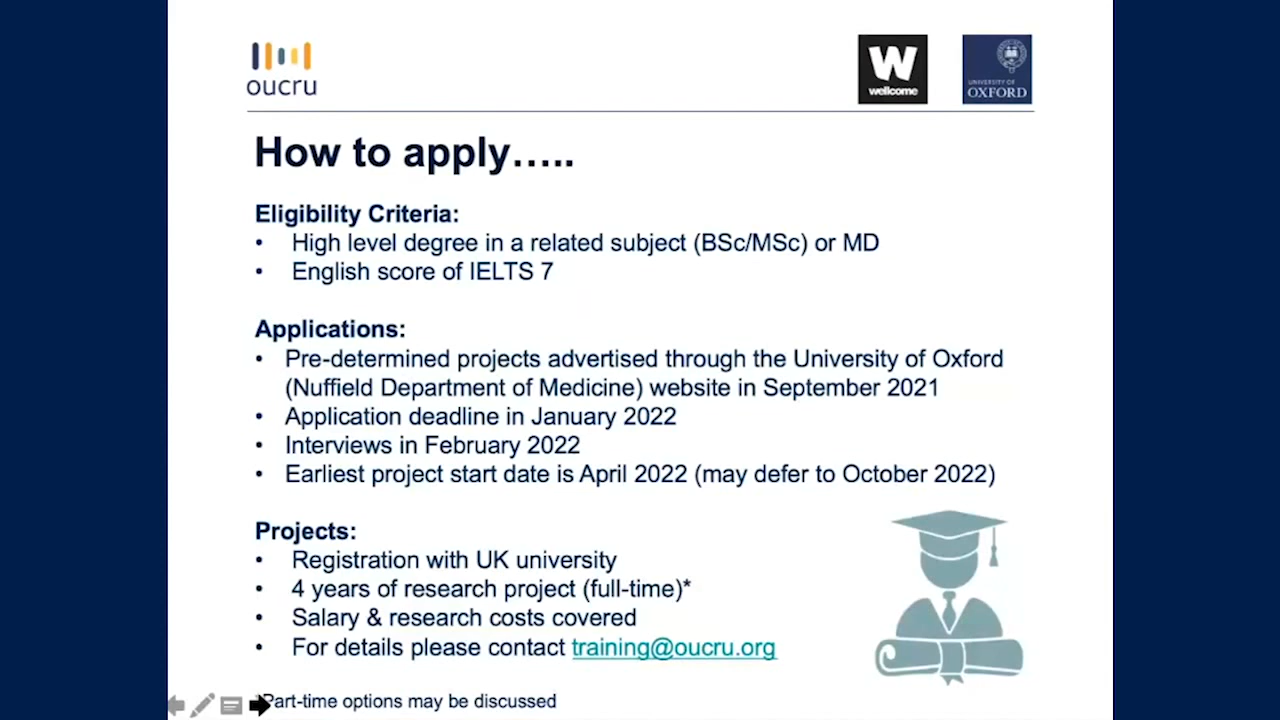 oucru
W
wellcome
UNIVERSITY OF
OXFORD
How to apply…..
Eligibility Criteria:
• High level degree in a related subject (BSc/MSc) or MD
• English score of IELTS 7
Applications:
• Pre-determined projects advertised through the University of Oxford
(Nuffield Department of Medicine) website in September 2021
• Application deadline in January 2022
• Interviews in February 2022
• Earliest project start date is April 2022 (may defer to October 2022)
Projects:
• Registration with UK university
• 4 years of research project (full-time)*
• Salary & research costs covered
• For details please contact training@oucru.org
*Part-time options may be discussed